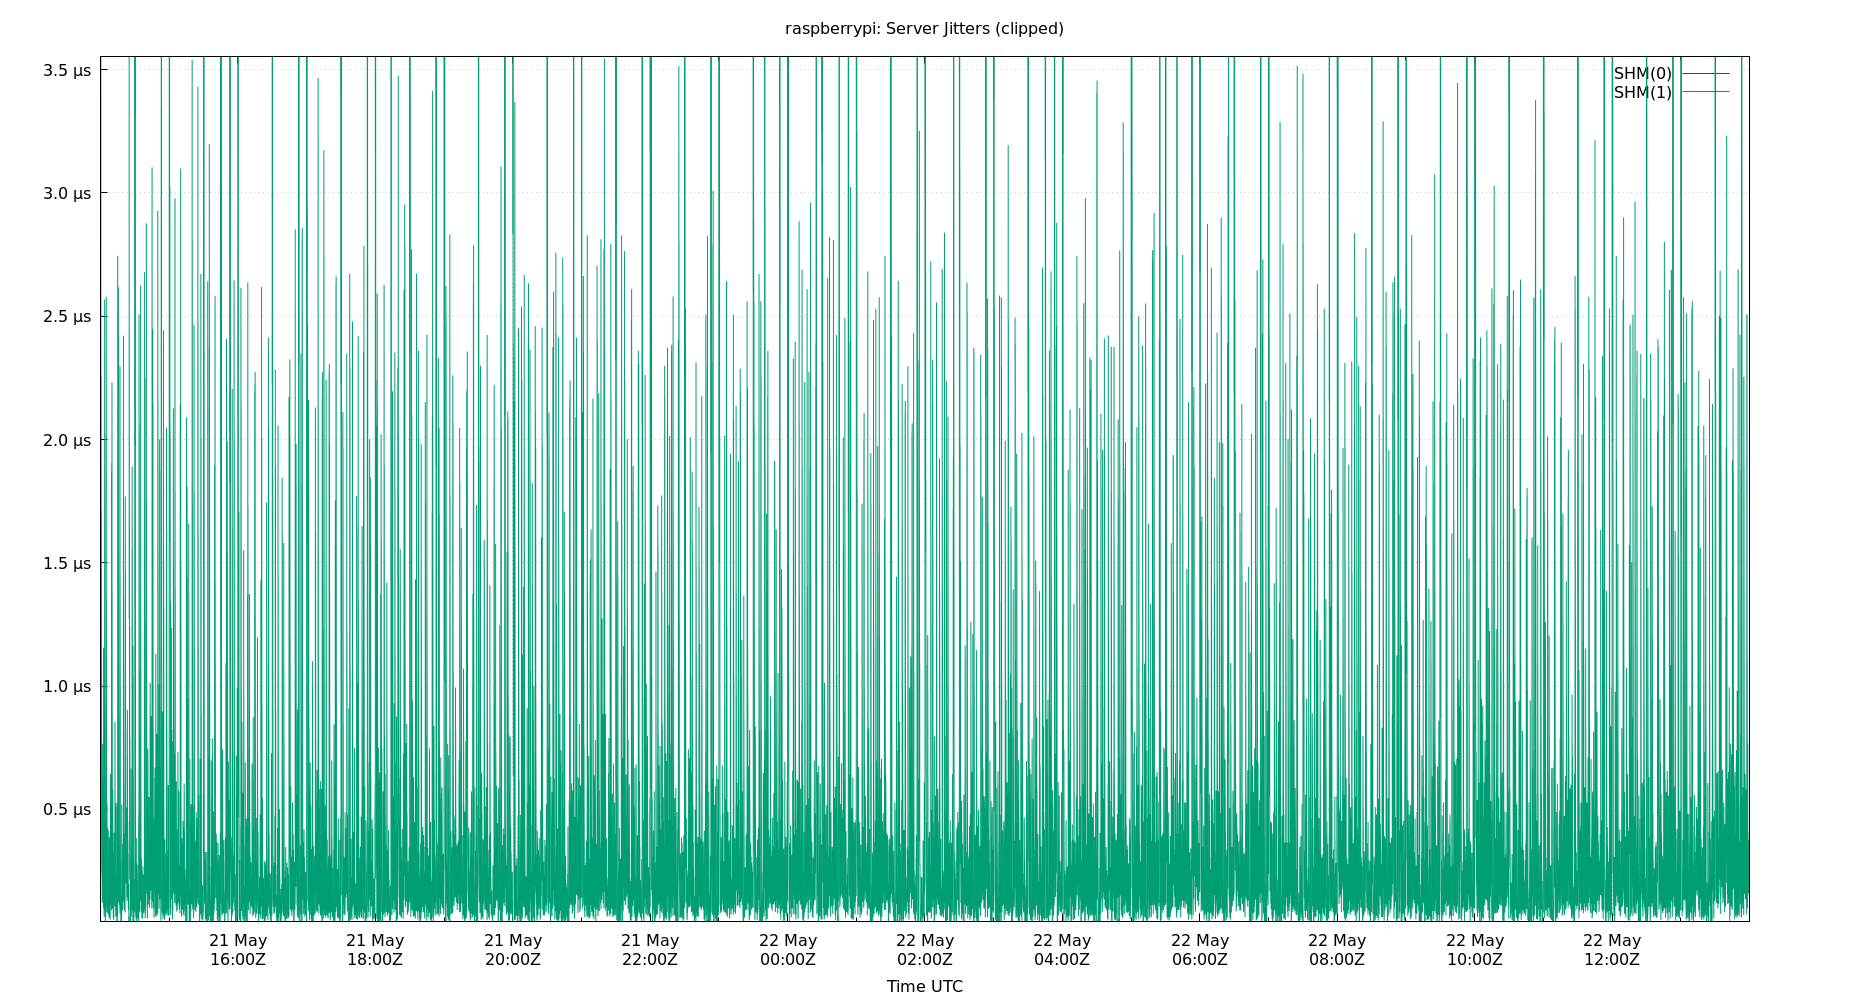 raspberrypi: Server Jitters (clipped)
3.5 µs
3.0 µs
2.5 µs
2.0 µs
1.5 µs
1.0 µs
0.5 µs
SHM(0)
SHM(1)
21 May 21 May 21 May 21 May 22 May 22 May 22 May 22 May 22 May 22 May 22 May
16:00Z 18:00Z 20:00Z 22:00Z 00:00Z 02:00Z 04:00Z 06:00Z 08:00Z 10:00Z 12:00Z
Time UTC